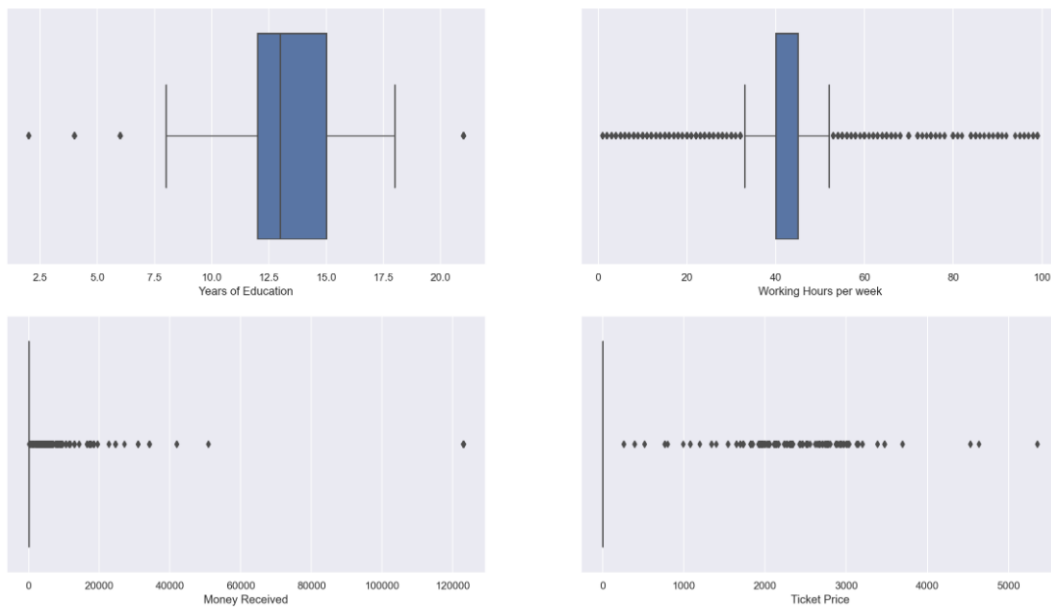 2.5 5.0 7.5 10.0 12.5 15.0 17.5 20.0
Years of Education
0 20 40 60 80 100
Working Hours per week
0 20000 40000 60000 80000 100000 120000
Money Received
0 1000 2000 3000 4000 5000
Ticket Price